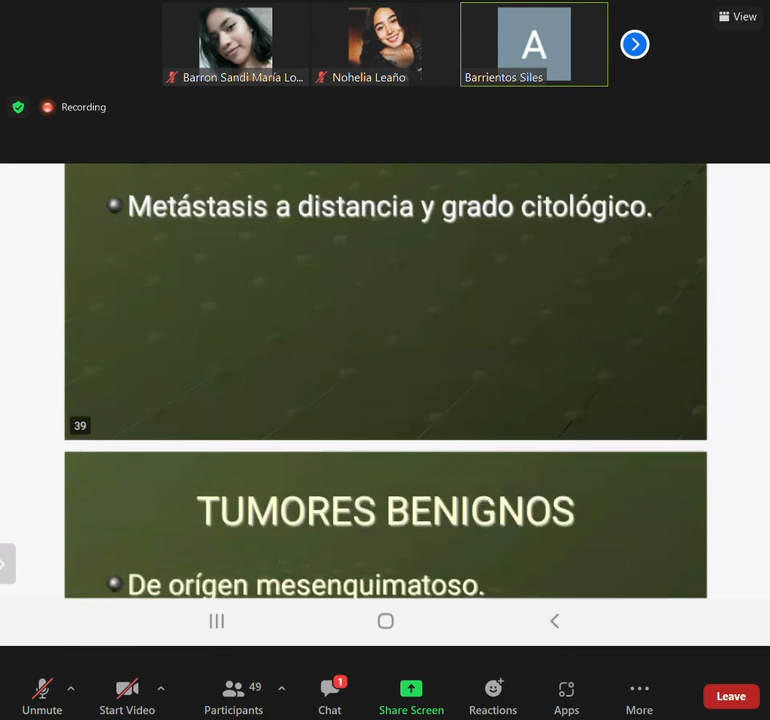 View
A
Barron Sandi María Lo...
Nohelia Leaño
Barrientos Siles
Recording
Metástasis a distancia y grado citológico.
39
TUMORES BENIGNOS
De orígen mesenquimatoso.
49
1
Unmute
Start Video
Participants
Chat
Share Screen
Reactions
Apps
More
Leave